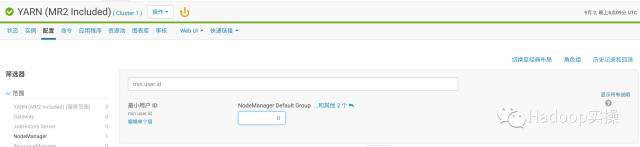 YARN (MR2 Included) ( Cluster 1 ) 操作
9月 2, 晚上8点09分 UTC
状态 实例 配置 命令 应用程序 资源池 图表库 审核 Web UI 快速链接
切换至经典布局 角色组 历史记录和回滚
筛选器
min.user.id
范围
显示所有说明
YARN (MR2 Included) (服务范围) 0
最小用户 ID
NodeManager Default Group ...和其他 2 个
Gateway 0
min.user.id
0
JobHistory Server 0
编辑单个值
NodeManager 1
ResourceManager
Hadoop实操